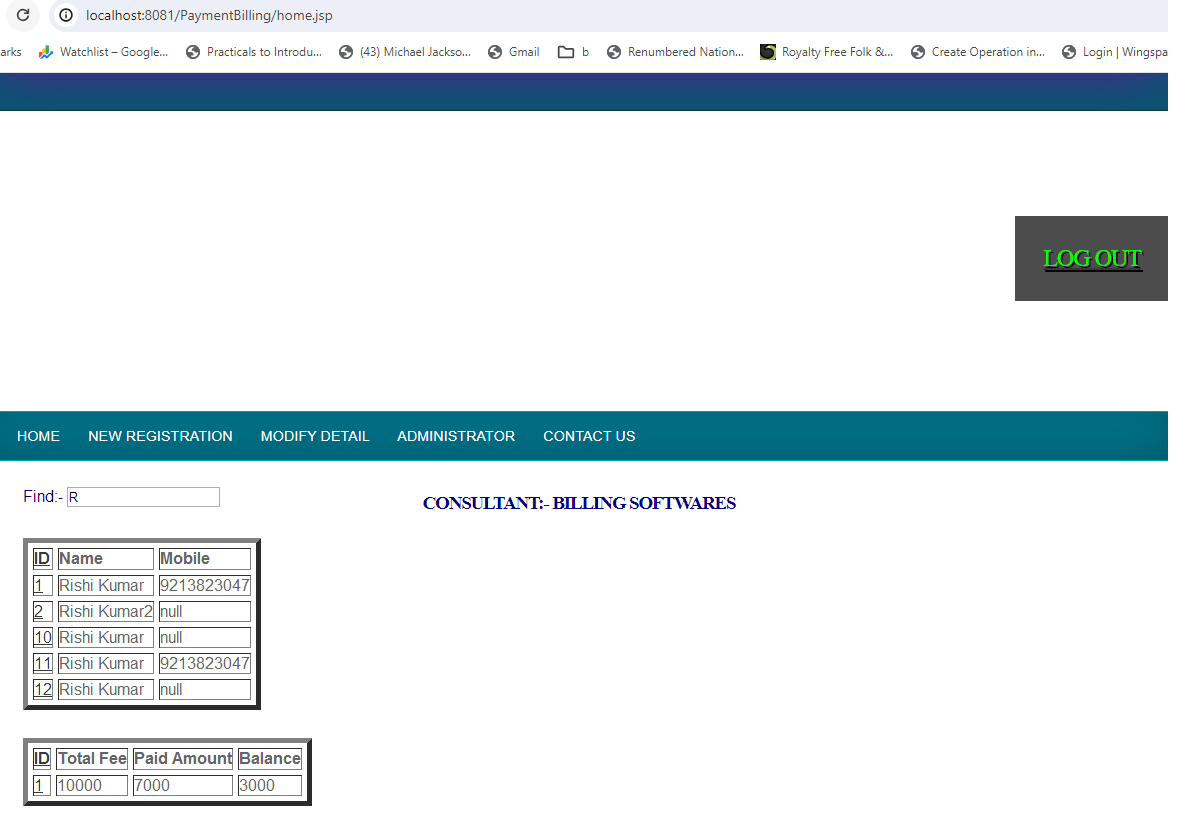 localhost:8081/PaymentBilling/home.jsp
arks Watchlist – Google... Practicals to Introdu... (43) Michael Jackso... Gmail b Renumbered Nation... Royalty Free Folk &... Create Operation in... Login | Wingspa
LOG OUT
HOME NEW REGISTRATION MODIFY DETAIL ADMINISTRATOR CONTACT US
Find:- R
CONSULTANT:- BILLING SOFTWARES
ID Name Mobile
1 Rishi Kumar 9213823047
2 Rishi Kumar2 null
10 Rishi Kumar null
11 Rishi Kumar 9213823047
12 Rishi Kumar null
ID Total Fee Paid Amount Balance
1 10000 7000 3000